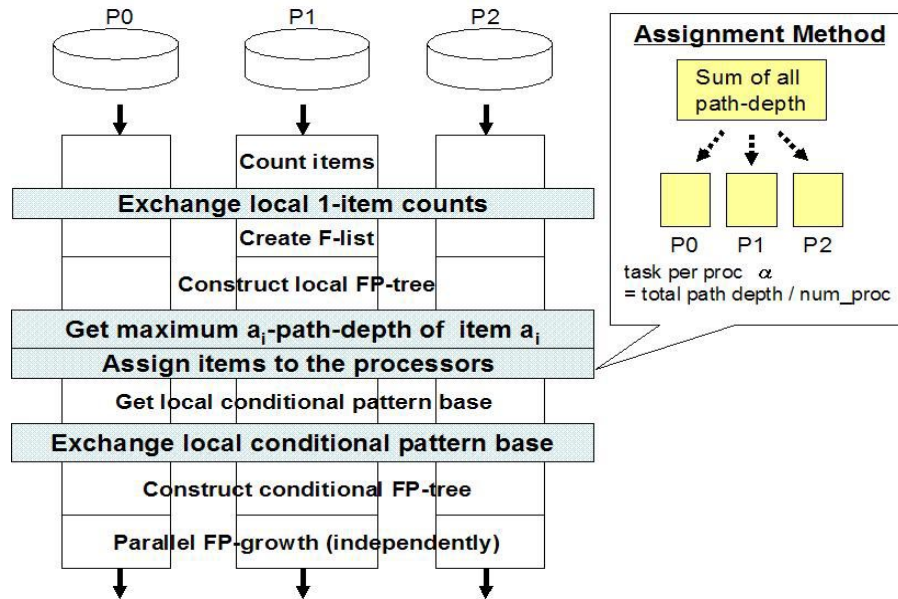 P0 P1 P2
Count items
Exchange local 1-item counts
Create F-list
Construct local FP-tree
Get maximum ai-path-depth of item ai
Assign items to the processors
Get local conditional pattern base
Exchange local conditional pattern base
Construct conditional FP-tree
Parallel FP-growth (independently)
Assignment Method
Sum of all
path-depth
P0 P1 P2
task per proc α
= total path depth / num_proc